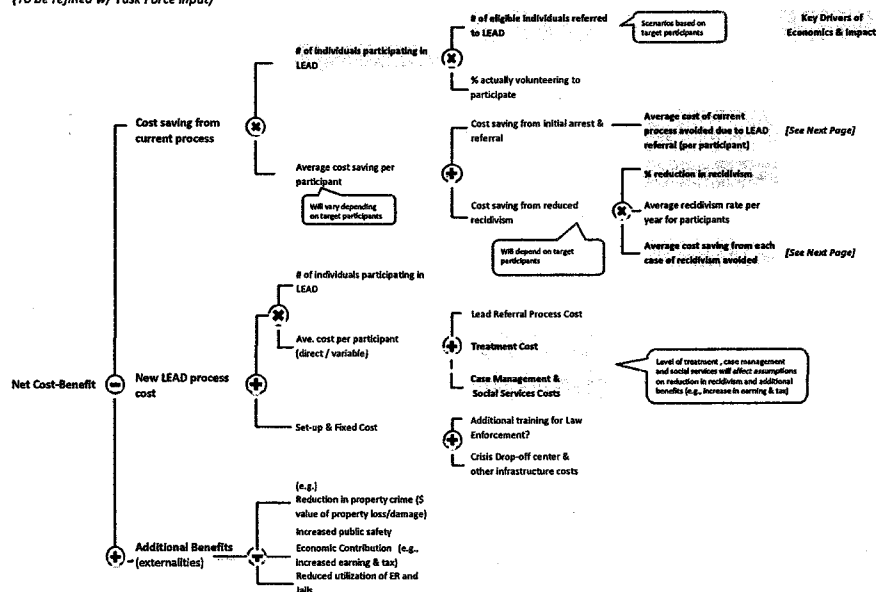 (To be refined w/ Task Force Input)
# of eligible individuals referred
to LEAD
Scenarios based on
target participants
Key Drivers of
Economics & Impact
# of individuals participating in
LEAD
% actually volunteering to
participate
Cost saving from
current process
Cost saving from initial arrest &
referral
Average cost of current
process avoided due to LEAD
referral (per participant)
[See Next Page]
Average cost saving per
participant
Will vary depending
on target participants
% reduction in recidivism
Cost saving from reduced
recidivism
Average recidivism rate per
year for participants
Will depend on target
participants
Average cost saving from each
case of recidivism avoided
[See Next Page]
# of individuals participating in
LEAD
Ave. cost per participant
(direct / variable)
Lead Referral Process Cost
Treatment Cost
Case Management &
Social Services Costs
Level of treatment , case management
and social services will affect assumptions
on reduction in recidivism and additional
benefits (e.g., increase in earning & tax)
Net Cost-Benefit
New LEAD process
cost
Set-up & Fixed Cost
Additional training for Law
Enforcement?
Crisis Drop-off center &
other infrastructure costs
(e.g.)
Reduction in property crime ($
value of property loss/damage)
Increased public safety
Additional Benefits
(externalities)
Economic Contribution (e.g.,
increased earning & tax)
Reduced utilization of ER and
Jails